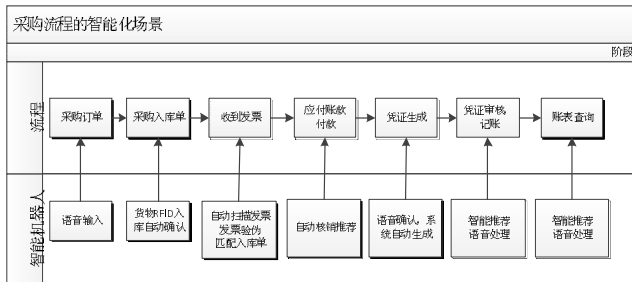 采购流程的智能化场景
阶段
流程
采购订单
采购入库单
收到发票
应付账款
付款
凭证生成
凭证审核,
记账
账表查询
智能机器人
语音输入
货物RFID入
库自动确认
自动扫描发票
发票验伪
匹配入库单
自动核销推荐
语音确认，系
统自动生成
智能推荐
语音处理
智能推荐
语音处理